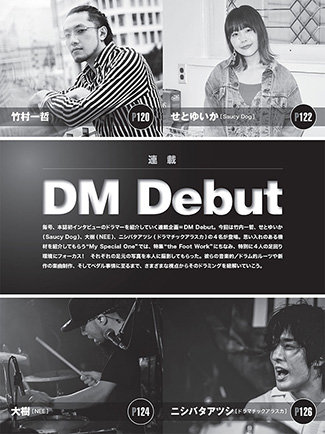 竹村一哲
P120
せとゆいか [Saucy Dog]
P122
連載
DM Debut
毎号、本誌初インタビューのドラマーを紹介していく連載企画=DM Debut。今回は竹内一哲、せとゆいか
(Saucy Dog)、大樹(NEE)、ニシバタアツシ(ドラマチックアラスカ)の4名が登場。思い入れのある機
材を紹介してもらう“My Special One”では、特集“the Foot Work”にちなみ、特別に4人の足回り
環境にフォーカス! それぞれの足元の写真を本人に撮影してもらった。彼らの音楽的/ドラム的ルーツや新
作の楽曲制作、そしてペダル事情に至るまで、さまざまな視点からそのドラミングを紐解いていこう。
大樹 [NEE]
P124
ニシバタアツシ [ドラマチックアラスカ]
P126